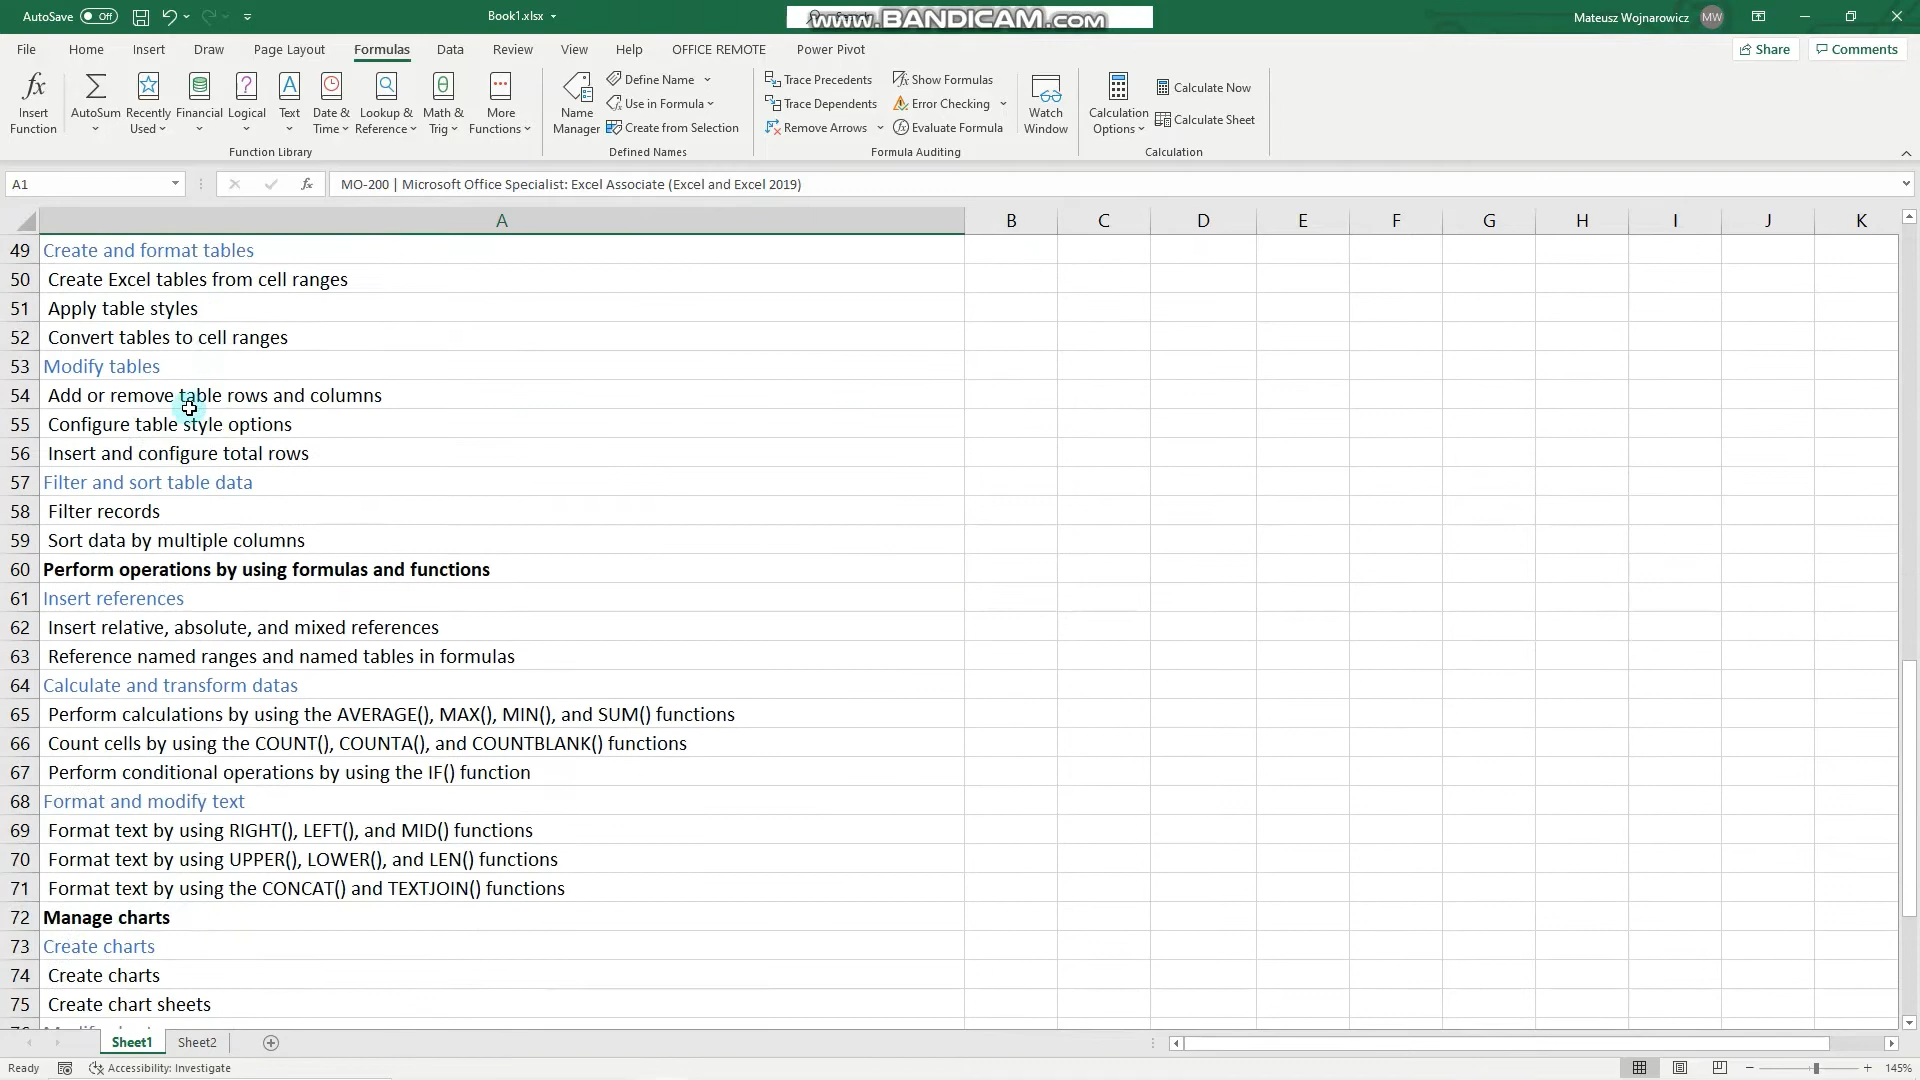 AutoSave Off Book1.xlsx www.BANDICAM.com Mateusz Wojnarowicz MW
File Home Insert Draw Page Layout Formulas Data Review View Help OFFICE REMOTE Power Pivot Share Comments
Insert Function
AutoSum
Recently Used
Financial
Logical
Text
Date & Time
Lookup & Reference
Math & Trig
More Functions
Function Library
Name Manager
Define Name
Use in Formula
Create from Selection
Defined Names
Trace Precedents
Trace Dependents
Remove Arrows
Show Formulas
Error Checking
Evaluate Formula
Formula Auditing
Watch Window
Calculation Options
Calculate Now
Calculate Sheet
Calculation
A1 fx MO-200 | Microsoft Office Specialist: Excel Associate (Excel and Excel 2019)
A B C D E F G H I J K
49 Create and format tables
50 Create Excel tables from cell ranges
51 Apply table styles
52 Convert tables to cell ranges
53 Modify tables
54 Add or remove table rows and columns
55 Configure table style options
56 Insert and configure total rows
57 Filter and sort table data
58 Filter records
59 Sort data by multiple columns
60 Perform operations by using formulas and functions
61 Insert references
62 Insert relative, absolute, and mixed references
63 Reference named ranges and named tables in formulas
64 Calculate and transform datas
65 Perform calculations by using the AVERAGE(), MAX(), MIN(), and SUM() functions
66 Count cells by using the COUNT(), COUNTA(), and COUNTBLANK() functions
67 Perform conditional operations by using the IF() function
68 Format and modify text
69 Format text by using RIGHT(), LEFT(), and MID() functions
70 Format text by using UPPER(), LOWER(), and LEN() functions
71 Format text by using the CONCAT() and TEXTJOIN() functions
72 Manage charts
73 Create charts
74 Create charts
75 Create chart sheets
Sheet1 Sheet2
Ready Accessibility: Investigate 145%